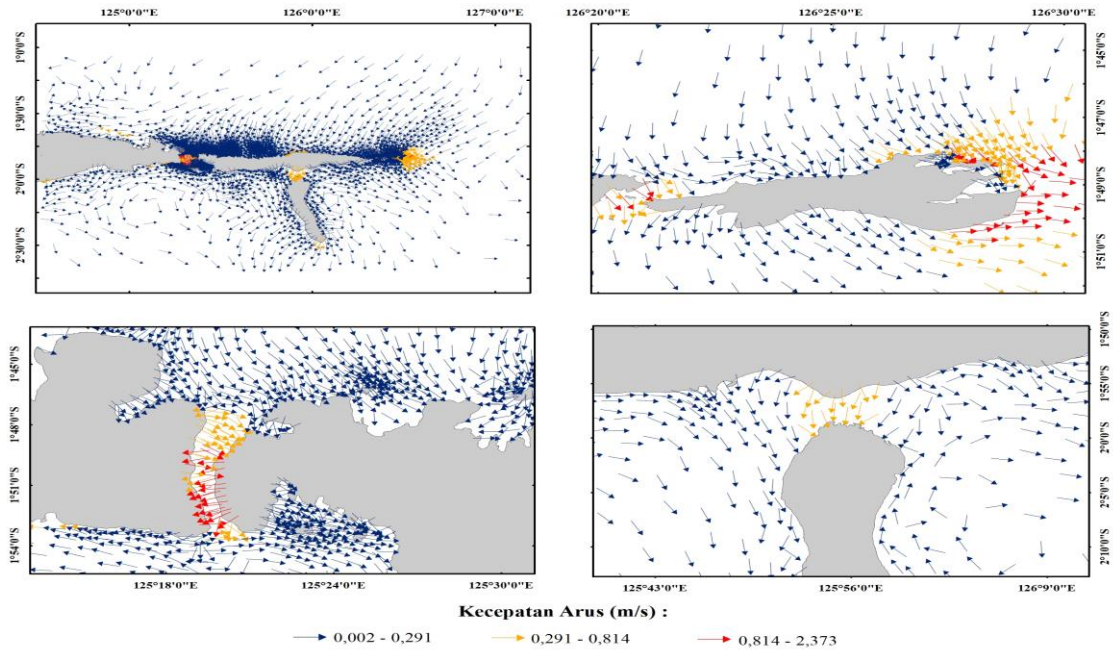 125°0'0"E 126°0'0"E 127°0'0"E
126°20'0"E 126°25'0"E 126°30'0"E
1°0'0"S
1°30'0"S
2°0'0"S
2°30'0"S
1°45'0"S
1°47'0"S
1°49'0"S
1°51'0"S
1°45'0"S
1°48'0"S
1°51'0"S
1°54'0"S
1°50'0"S
1°55'0"S
2°0'0"S
2°5'0"S
2°10'0"S
125°18'0"E 125°24'0"E 125°30'0"E
125°43'0"E 125°56'0"E 126°9'0"E
Kecepatan Arus (m/s) :
0,002 - 0,291 0,291 - 0,814 0,814 - 2,373